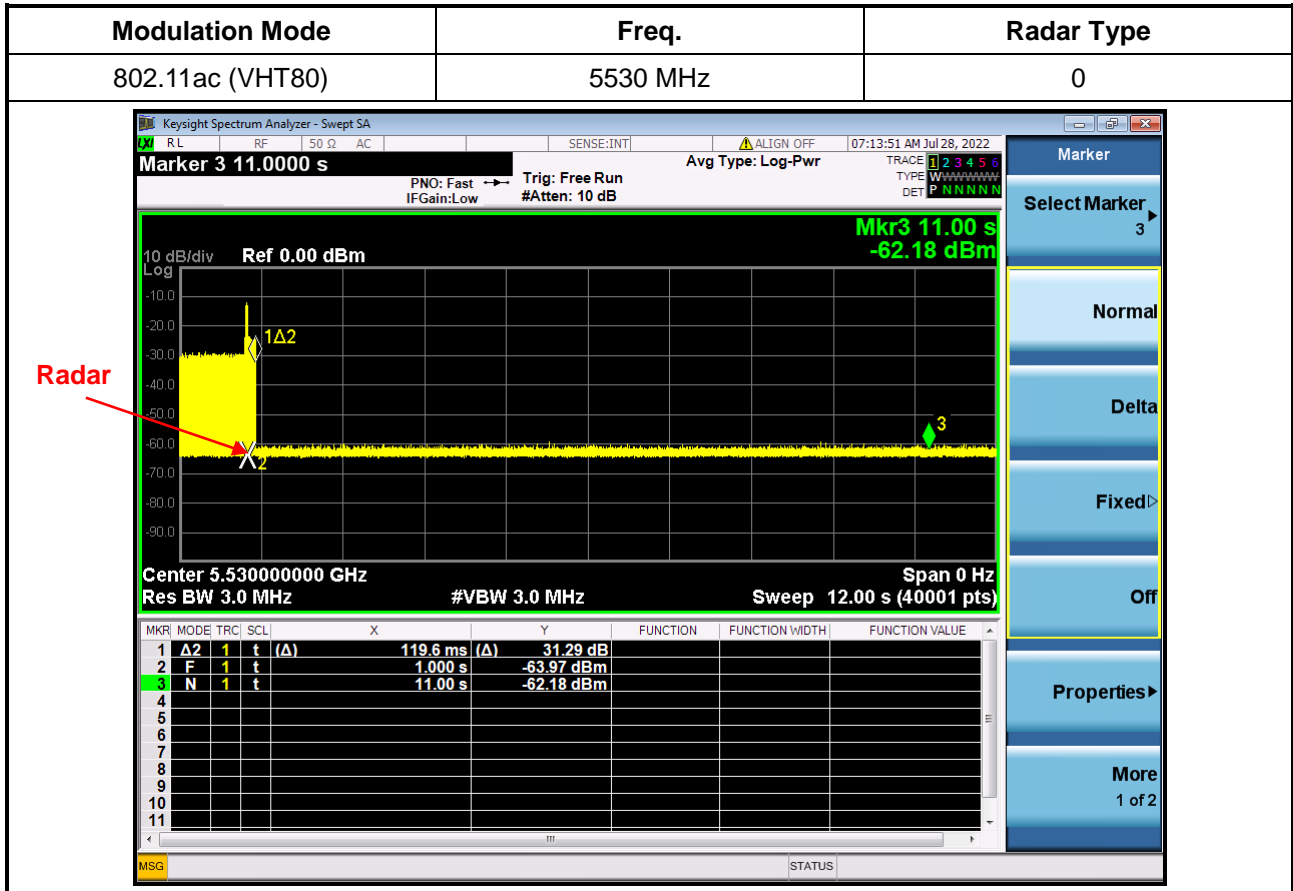 Modulation Mode Freq. Radar Type
802.11ac (VHT80) 5530 MHz 0
Keysight Spectrum Analyzer - Swept SA
LXI RL RF 50 Ω AC SENSE:INT ALIGN OFF 07:13:51 AM Jul 28, 2022
Marker 3 11.0000 s Avg Type: Log-Pwr TRACE 1 2 3 4 5 6
PNO: Fast Trig: Free Run TYPE WWWWWW
IFGain:Low #Atten: 10 dB DET P N N N N N
Marker
Select Marker
3
Mkr3 11.00 s
10 dB/div Ref 0.00 dBm -62.18 dBm
Log
-10.0
-20.0
1Δ2
-30.0
Radar
-40.0
-50.0
3
-60.0
2
-70.0
-80.0
-90.0
Center 5.530000000 GHz Span 0 Hz
Res BW 3.0 MHz #VBW 3.0 MHz Sweep 12.00 s (40001 pts)
Normal
Delta
Fixed
Off
Properties
More
1 of 2
MKR MODE TRC SCL X Y FUNCTION FUNCTION WIDTH FUNCTION VALUE
1 Δ2 1 t (Δ) 119.6 ms (Δ) 31.29 dB
2 F 1 t 1.000 s -63.97 dBm
3 N 1 t 11.00 s -62.18 dBm
4
5
6
7
8
9
10
11
MSG STATUS